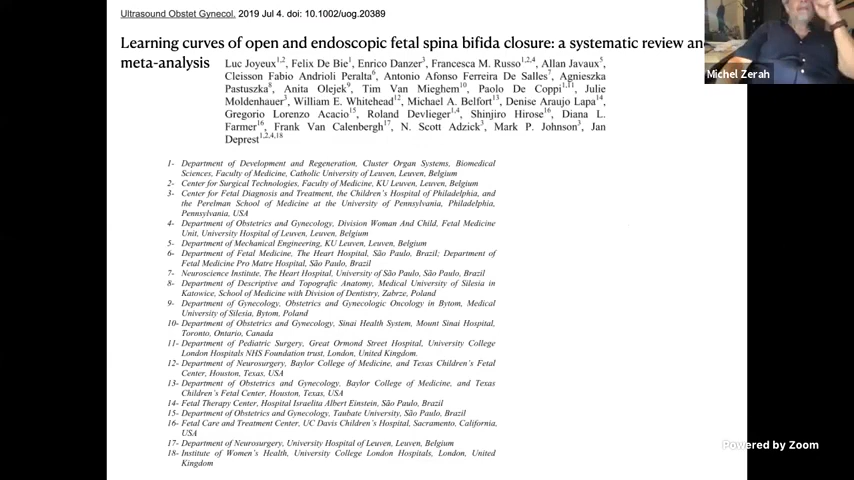 Ultrasound Obstet Gynecol. 2019 Jul 4. doi: 10.1002/uog.20389
Learning curves of open and endoscopic fetal spina bifida closure: a systematic review an
meta-analysis
Luc Joyeux1,2, Felix De Bie1, Enrico Danzer3, Francesca M. Russo1,2,4, Allan Javaux5,
Cleisson Fabio Andrioli Peralta6, Antonio Afonso Ferreira De Salles7, Agnieszka
Pastuszka8, Anita Olejek9, Tim Van Mieghem10, Paolo De Coppi1,11, Julie
Moldenhauer3, William E. Whitehead12, Michael A. Belfort13, Denise Araujo Lapa14,
Gregorio Lorenzo Acacio15, Roland Devlieger1,4, Shinjiro Hirose16, Diana L.
Farmer16, Frank Van Calenbergh17, N. Scott Adzick3, Mark P. Johnson3, Jan
Deprest1,2,4,18
1- Department of Development and Regeneration, Cluster Organ Systems, Biomedical
Sciences, Faculty of Medicine, Catholic University of Leuven, Leuven, Belgium
2- Center for Surgical Technologies, Faculty of Medicine, KU Leuven, Leuven, Belgium
3- Center for Fetal Diagnosis and Treatment, the Children's Hospital of Philadelphia, and
the Perelman School of Medicine at the University of Pennsylvania, Philadelphia,
Pennsylvania, USA
4- Department of Obstetrics and Gynecology, Division Woman And Child, Fetal Medicine
Unit, University Hospital of Leuven, Leuven, Belgium
5- Department of Mechanical Engineering, KU Leuven, Leuven, Belgium
6- Department of Fetal Medicine, The Heart Hospital, São Paulo, Brazil; Department of
Fetal Medicine Pro Matre Hospital, São Paulo, Brazil
7- Neuroscience Institute, The Heart Hospital, University of São Paulo, São Paulo, Brazil
8- Department of Descriptive and Topografic Anatomy, Medical University of Silesia in
Katowice, School of Medicine with Division of Dentistry, Zabrze, Poland
9- Department of Gynecology, Obstetrics and Gynecologic Oncology in Bytom, Medical
University of Silesia, Bytom, Poland
10- Department of Obstetrics and Gynecology, Sinai Health System, Mount Sinai Hospital,
Toronto, Ontario, Canada
11- Department of Pediatric Surgery, Great Ormond Street Hospital, University College
London Hospitals NHS Foundation trust, London, United Kingdom.
12- Department of Neurosurgery, Baylor College of Medicine, and Texas Children's Fetal
Center, Houston, Texas, USA
13- Department of Obstetrics and Gynecology, Baylor College of Medicine, and Texas
Children's Fetal Center, Houston, Texas, USA
14- Fetal Therapy Center, Hospital Israelita Albert Einstein, São Paulo, Brazil
15- Department of Obstetrics and Gynecology, Taubate University, São Paulo, Brazil
16- Fetal Care and Treatment Center, UC Davis Children's Hospital, Sacramento, California,
USA
17- Department of Neurosurgery, University Hospital of Leuven, Leuven, Belgium
18- Institute of Women's Health, University College London Hospitals, London, United
Kingdom
Michel Zerah
Powered by Zoom